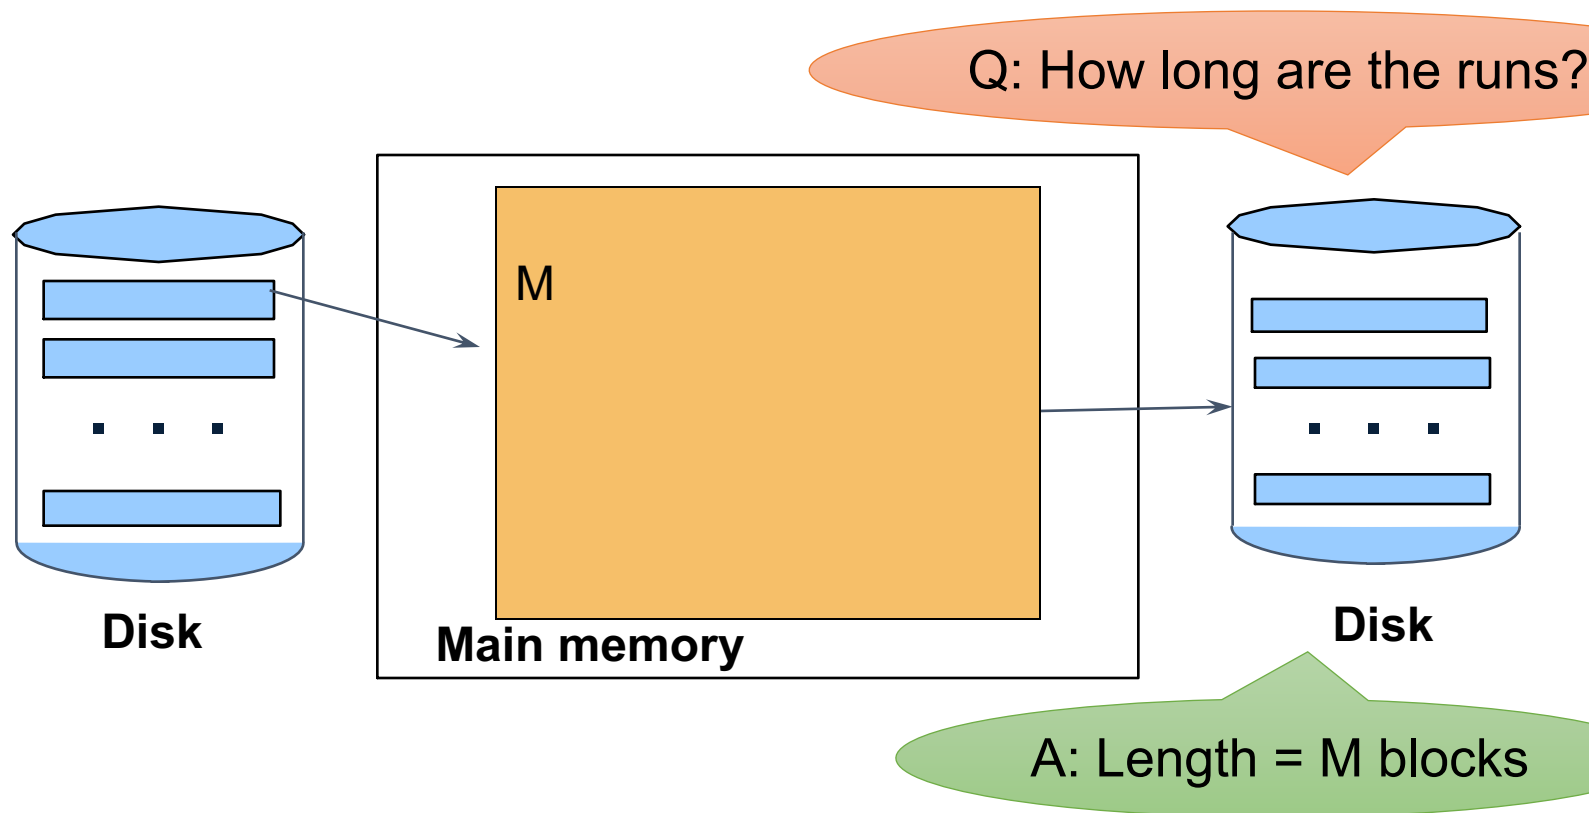 Q: How long are the runs?
M
Disk
Main memory
Disk
A: Length = M blocks